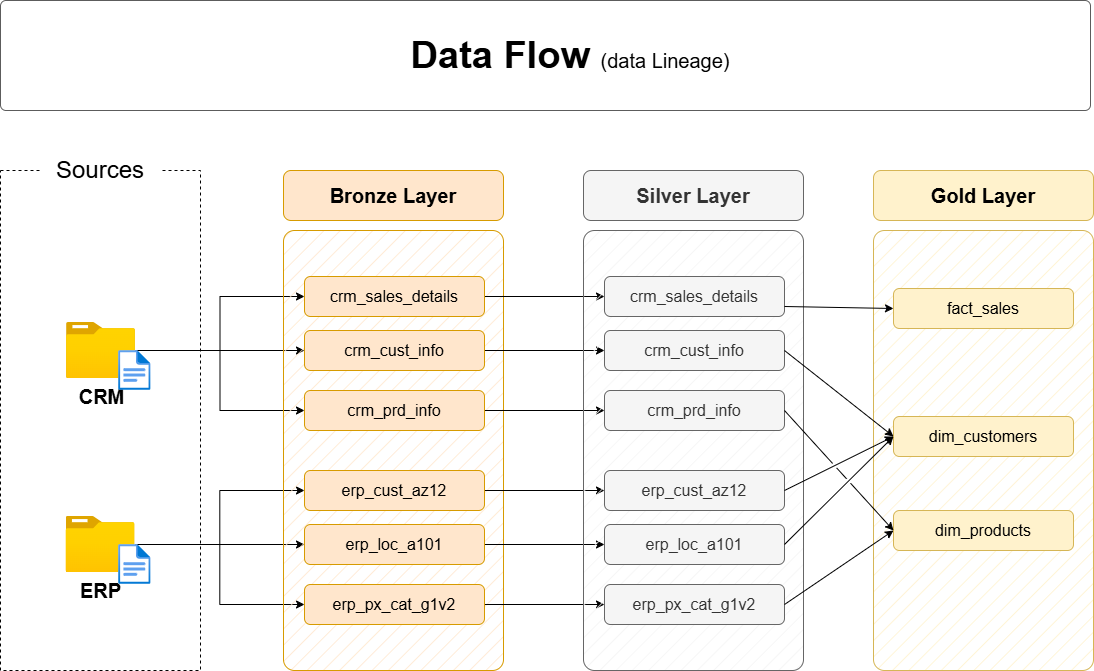 Data Flow (data Lineage)
Sources
Bronze Layer
Silver Layer
Gold Layer
crm_sales_details
crm_sales_details
fact_sales
crm_cust_info
crm_cust_info
CRM
crm_prd_info
crm_prd_info
dim_customers
erp_cust_az12
erp_cust_az12
dim_products
erp_loc_a101
erp_loc_a101
ERP
erp_px_cat_g1v2
erp_px_cat_g1v2